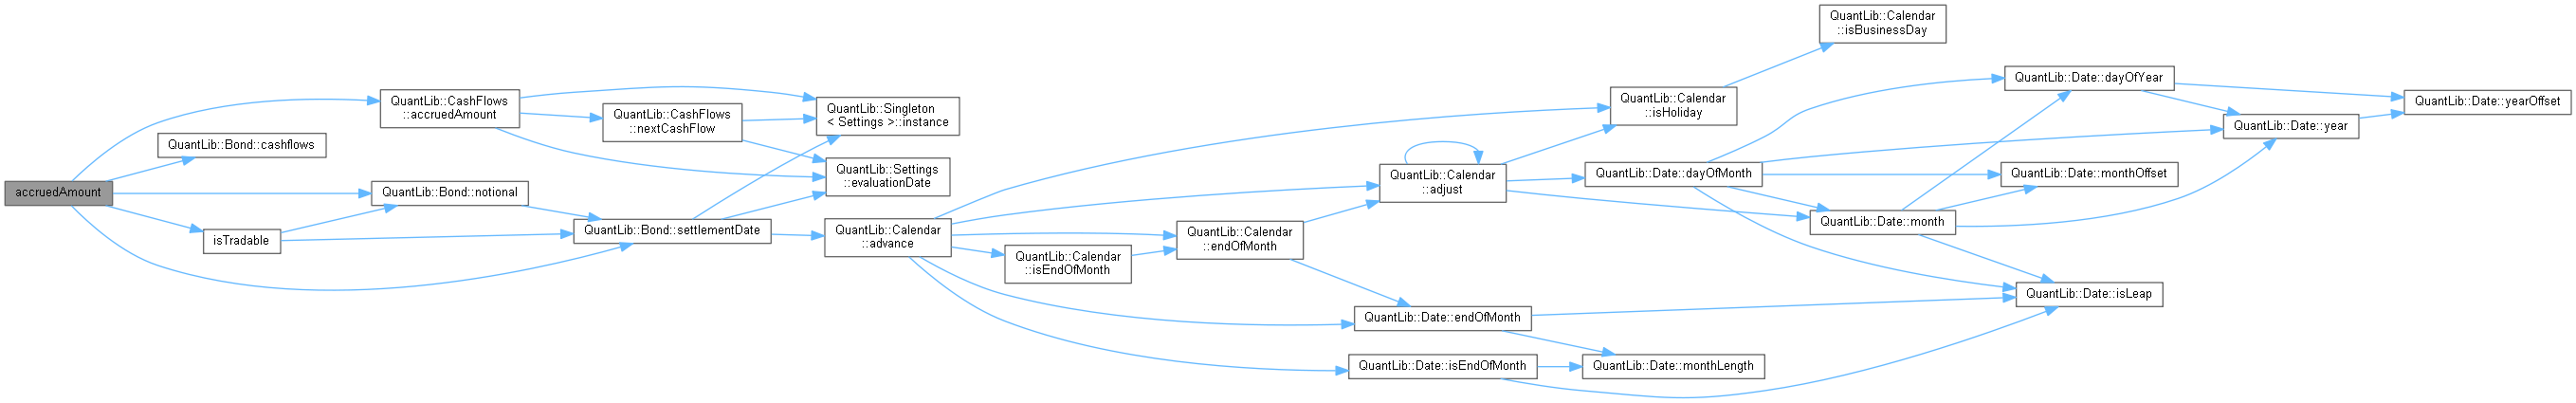 accruedAmount
QuantLib::CashFlows
::accruedAmount
QuantLib::Bond::cashflows
QuantLib::Bond::notional
isTradable
QuantLib::CashFlows
::nextCashFlow
QuantLib::Bond::settlementDate
QuantLib::Singleton
< Settings >::instance
QuantLib::Settings
::evaluationDate
QuantLib::Calendar
::advance
QuantLib::Calendar
::isEndOfMonth
QuantLib::Calendar
::endOfMonth
QuantLib::Calendar
::adjust
QuantLib::Date::endOfMonth
QuantLib::Date::isEndOfMonth
QuantLib::Calendar
::isHoliday
QuantLib::Date::dayOfMonth
QuantLib::Date::monthLength
QuantLib::Calendar
::isBusinessDay
QuantLib::Date::month
QuantLib::Date::dayOfYear
QuantLib::Date::monthOffset
QuantLib::Date::isLeap
QuantLib::Date::year
QuantLib::Date::yearOffset